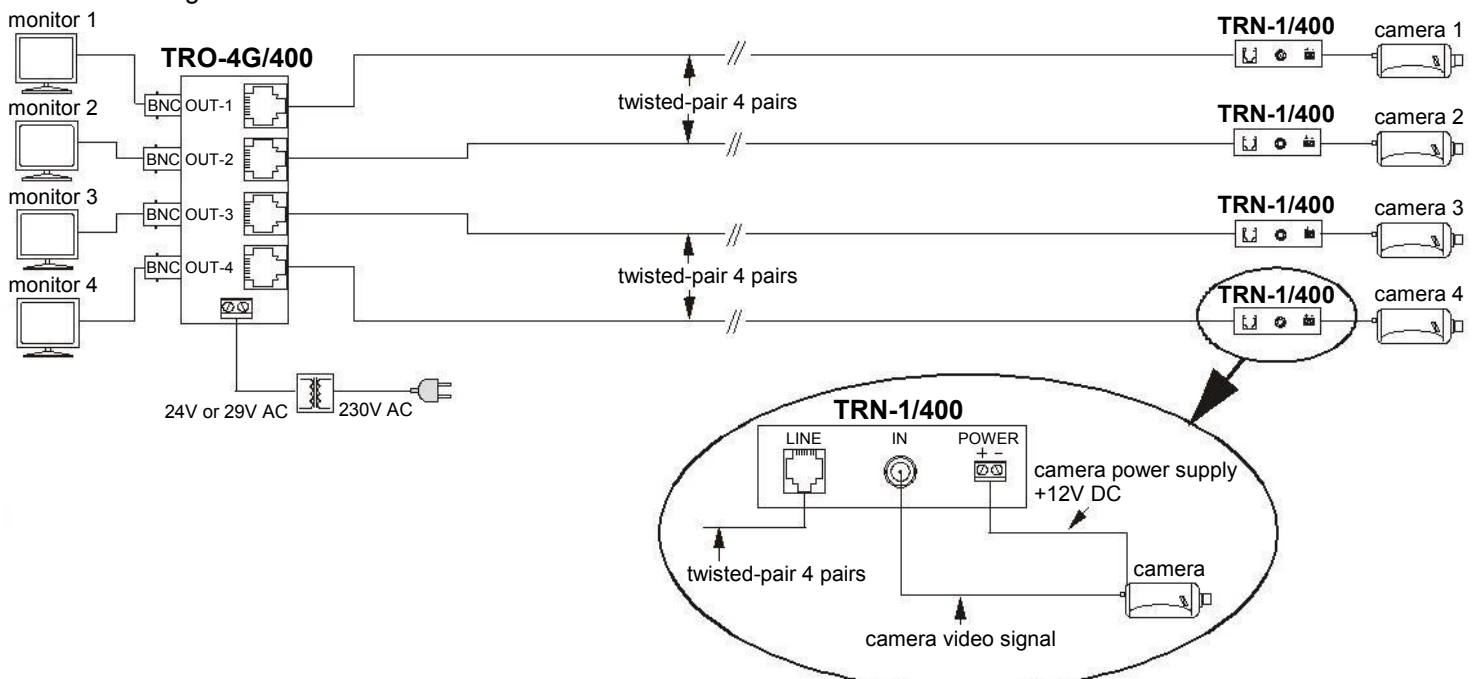 monitor 1
TRO-4G/400
BNC OUT-1
monitor 2
BNC OUT-2
monitor 3
BNC OUT-3
monitor 4
BNC OUT-4
24V or 29V AC
230V AC
twisted-pair 4 pairs
twisted-pair 4 pairs
TRN-1/400
camera 1
TRN-1/400
camera 2
TRN-1/400
camera 3
TRN-1/400
camera 4
TRN-1/400
LINE
IN
POWER
+ -
camera power supply
+12V DC
twisted-pair 4 pairs
camera
camera video signal